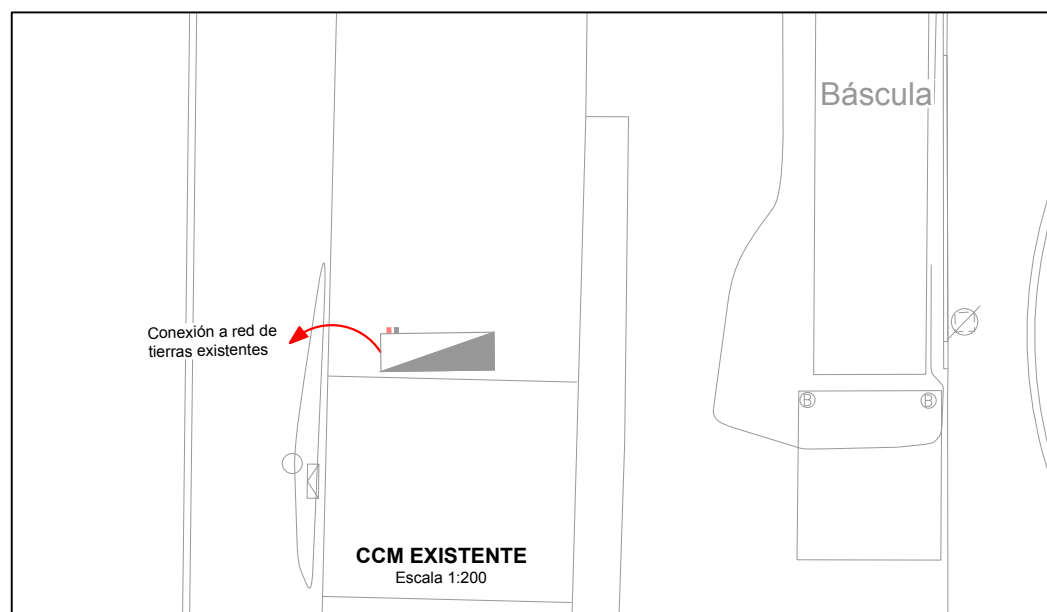 Báscula
Conexión a red de
tierras existentes
B
B
CCM EXISTENTE
Escala 1:200